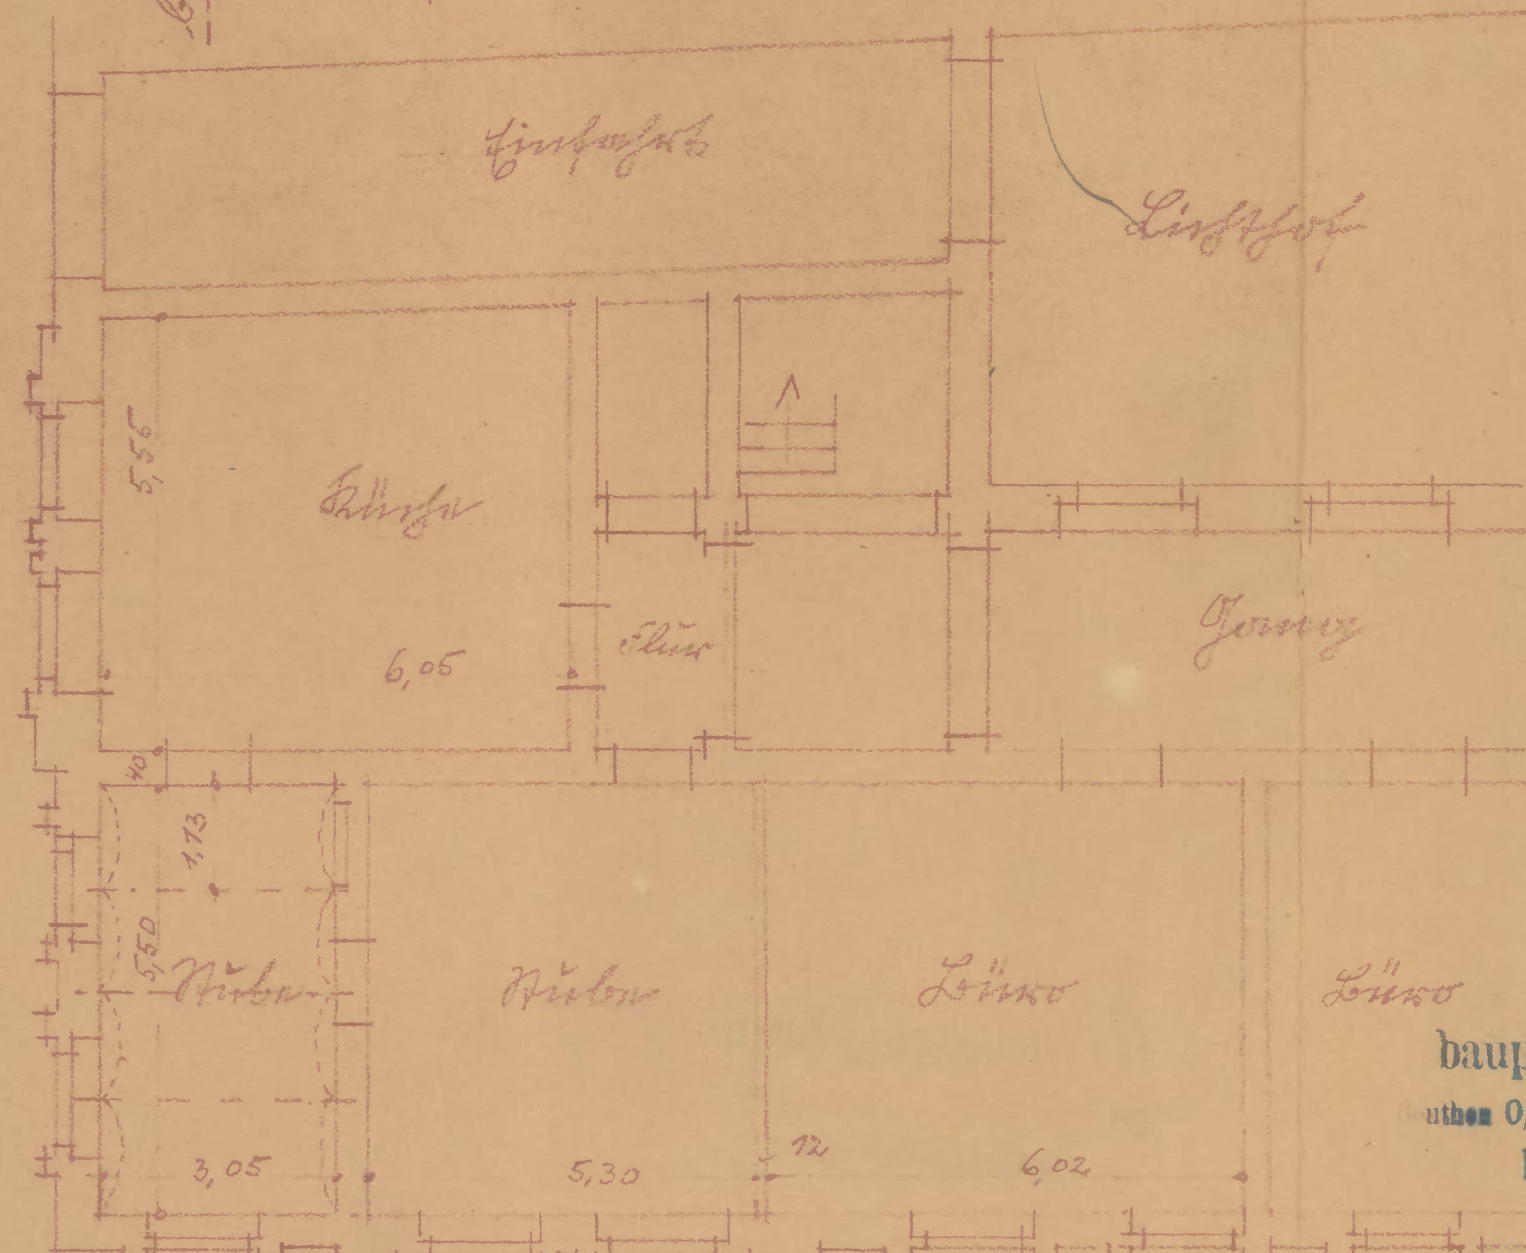 Einfahrt
Lichthof
5,56
Küche
6,05
Flur
Gang
40
1,73
5,50
Stube
Stube
Büro
Büro
baup
uthen O,
3,05
5,30
12
6,02